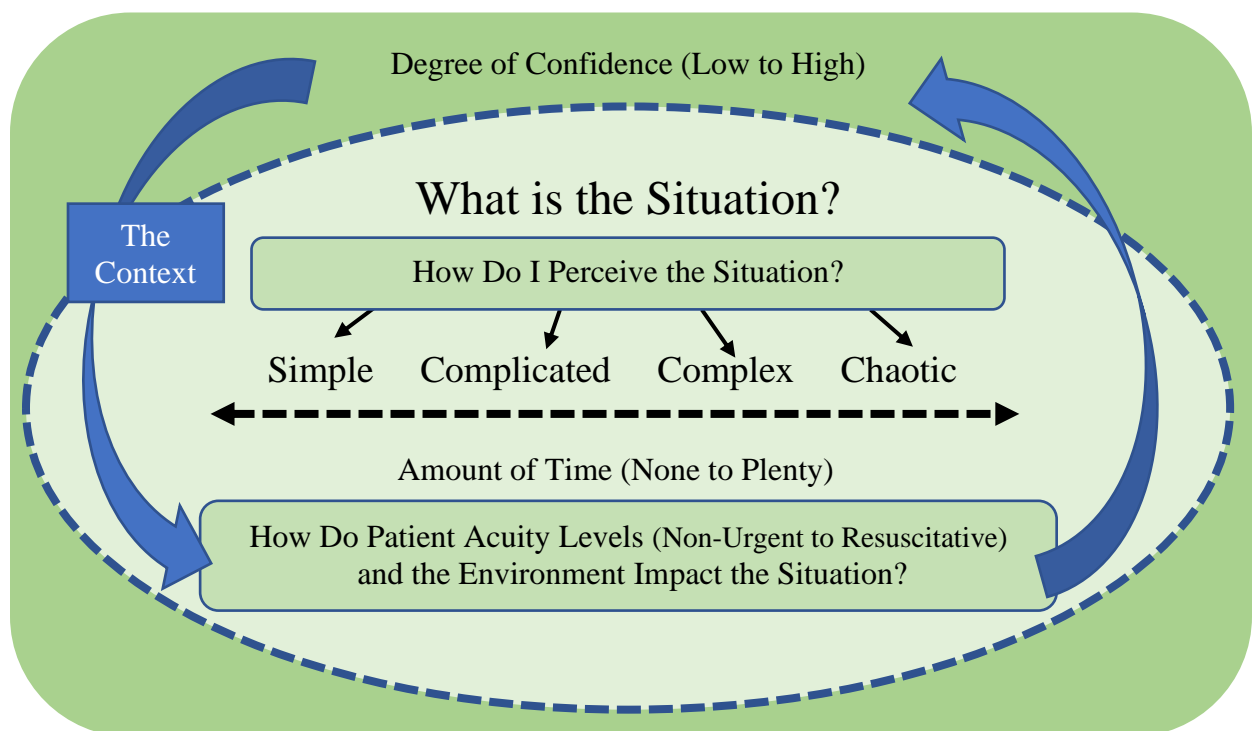 Degree of Confidence (Low to High)
The
Context
What is the Situation?
How Do I Perceive the Situation?
Simple Complicated Complex Chaotic
Amount of Time (None to Plenty)
How Do Patient Acuity Levels (Non-Urgent to Resuscitative)
and the Environment Impact the Situation?